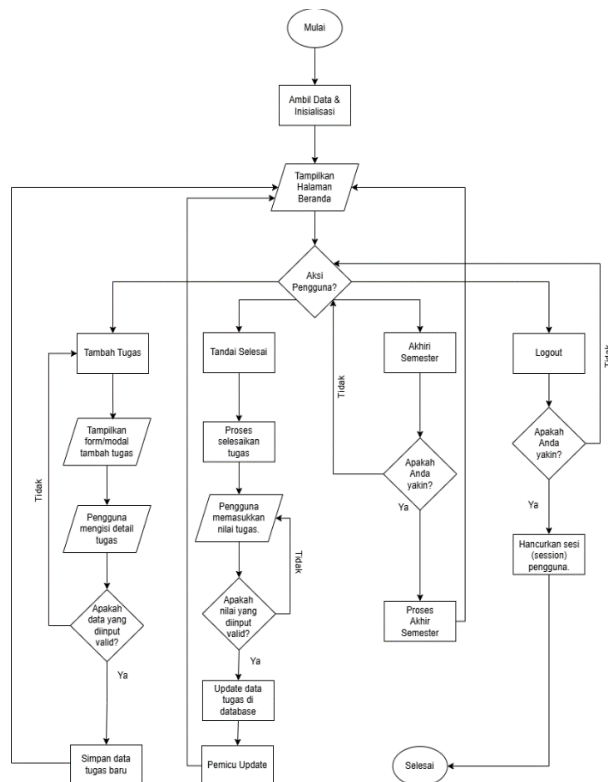 Mulai
Ambil Data &
Inisialisasi
Tampilkan
Halaman
Beranda
Aksi
Pengguna?
Tambah Tugas
Tandai Selesai
Akhiri
Semester
Logout
Tidak
Tidak
Tampilkan
form/modal
tambah tugas
Proses
selesaikan
tugas
Apakah
Anda
yakin?
Apakah
Anda
yakin?
Tidak
Pengguna
mengisi detail
tugas
Pengguna
memasukkan
nilai tugas.
Ya
Ya
Tidak
Hancurkan sesi
(session)
pengguna.
Apakah
data yang
diinput
valid?
Apakah
nilai yang
diinput
valid?
Proses
Akhir
Semester
Ya
Ya
Update data
tugas di
database
Simpan data
tugas baru
Pemicu Update
Selesai